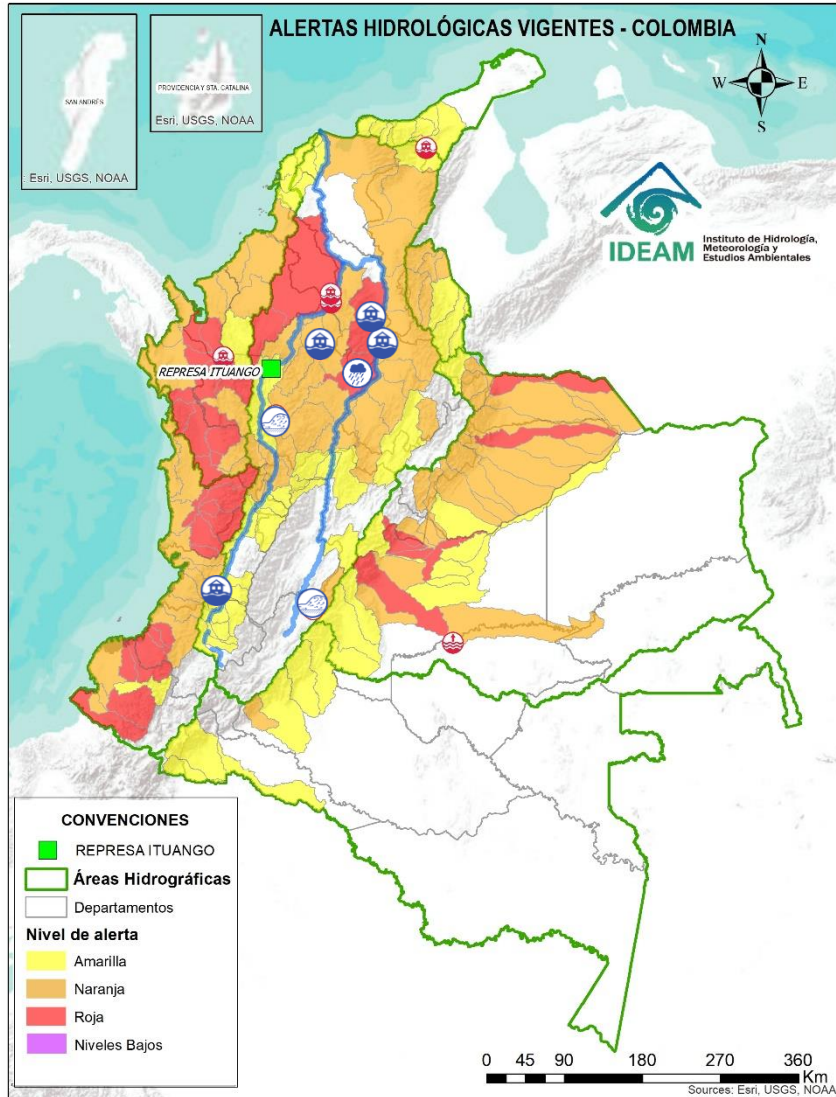 ALERTAS HIDROLÓGICAS VIGENTES - COLOMBIA
SAN ANDRÉS
Esri, USGS, NOAA
PROVIDENCIA Y STA. CATALINA
Esri, USGS, NOAA
N
W
E
S
IDEAM
Instituto de Hidrología,
Meteorología y
Estudios Ambientales
REPRESA ITUANGO
CONVENCIONES
REPRESA ITUANGO
Áreas Hidrográficas
Departamentos
Nivel de alerta
Amarilla
Naranja
Roja
Niveles Bajos
0 45 90 180 270 360
Km
Sources: Esri, USGS, NOAA